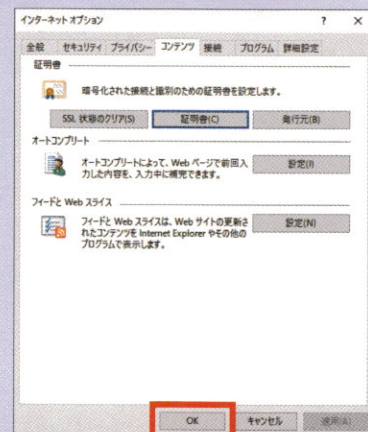 インターネット オプション ? ×
全般 セキュリティ プライバシー コンテンツ 接続 プログラム 詳細設定
証明書
暗号化された接続と識別のための証明書を設定します。
SSL 状態のクリア(S) 証明書(C) 発行元(B)
オートコンプリート
オートコンプリートによって、Web ページで前回入力した内容を、入力中に補完できます。
設定(I)
フィードと Web スライス
フィードと Web スライスは、Web サイトの更新されたコンテンツを Internet Explorer やその他のプログラムで表示します。
設定(N)
OK キャンセル 適用(A)